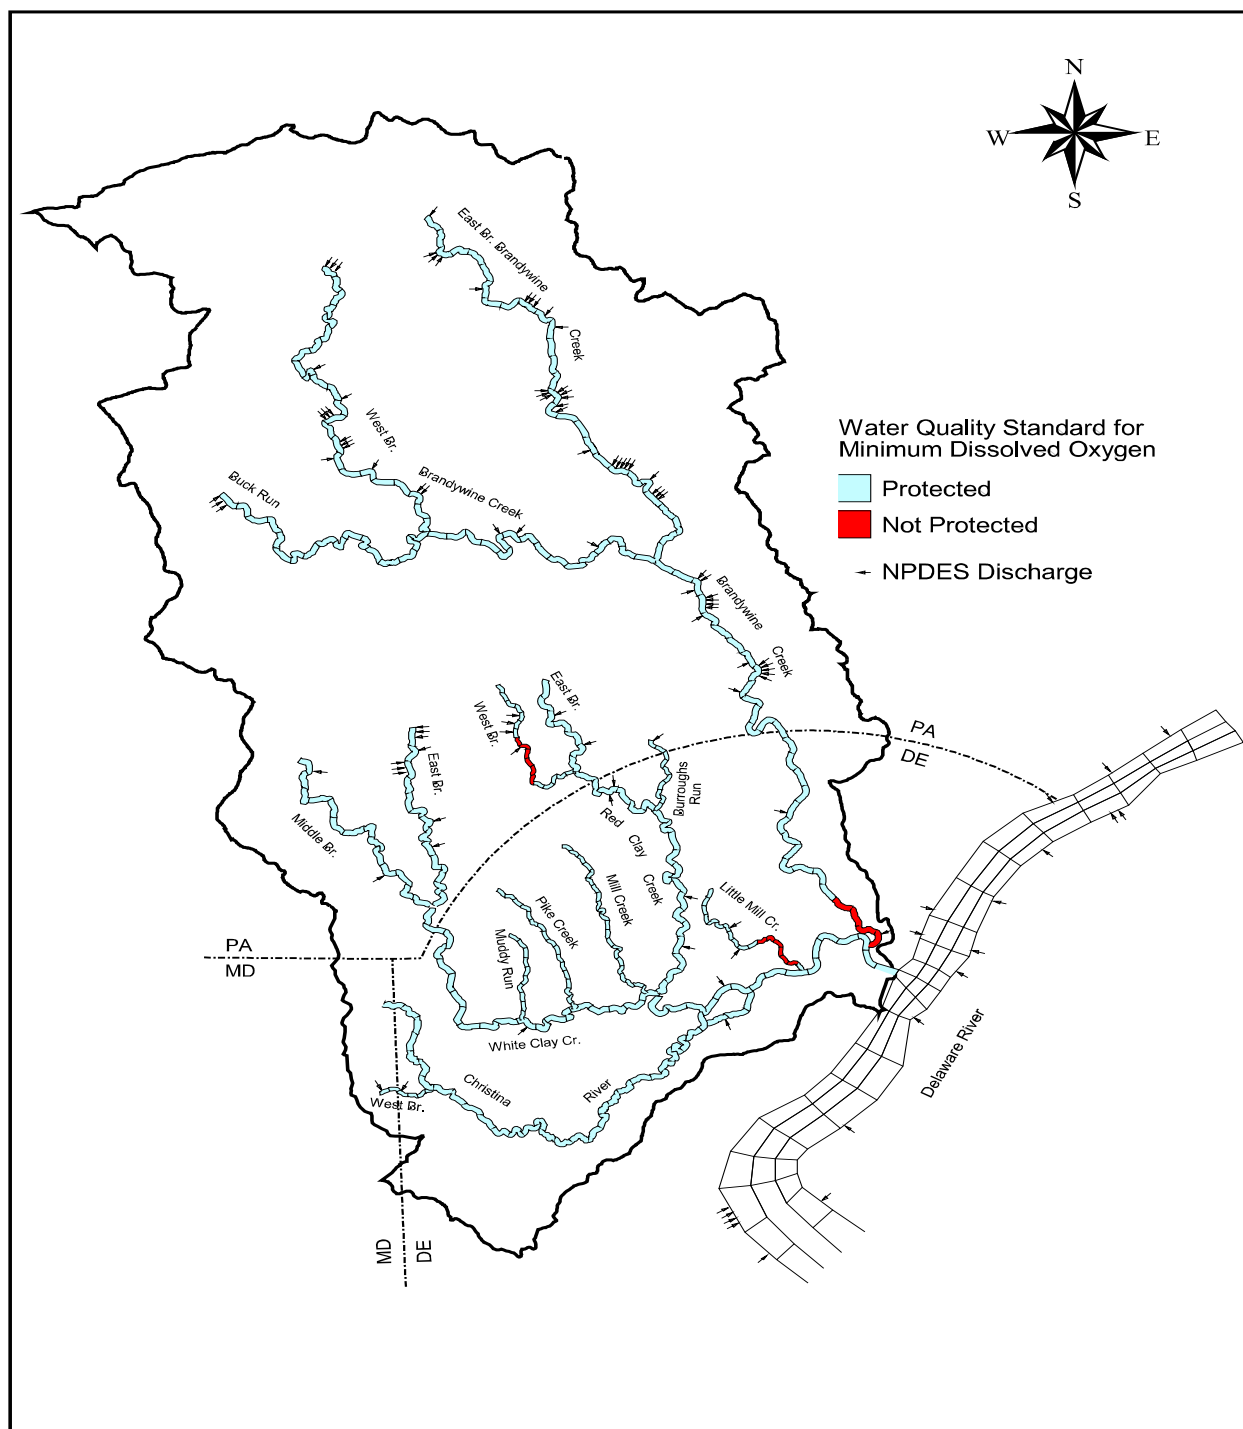 N
W
E
S
East Br. Brandywine
Creek
West Br.
Brandywine Creek
Buck Run
Water Quality Standard for
Minimum Dissolved Oxygen
Protected
Not Protected
NPDES Discharge
Brandywine
Creek
East Br.
West Br.
PA
DE
East Br.
Middle Br.
Burroughs
Run
Red
Clay
Creek
Mill Creek
Little Mill Cr.
Pike Creek
Muddy Run
PA
MD
White Clay Cr.
Christina
River
West Br.
Delaware River
MD
DE